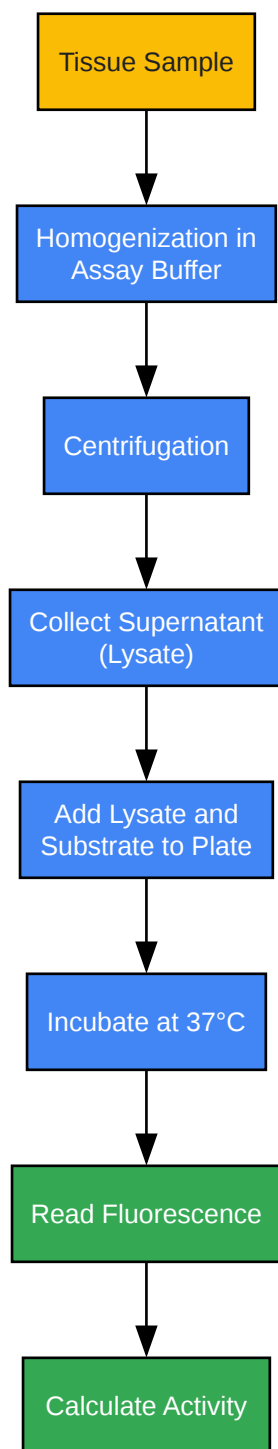 Tissue Sample
Homogenization in
Assay Buffer
Centrifugation
Collect Supernatant
(Lysate)
Add Lysate and
Substrate to Plate
Incubate at 37°C
Read Fluorescence
Calculate Activity